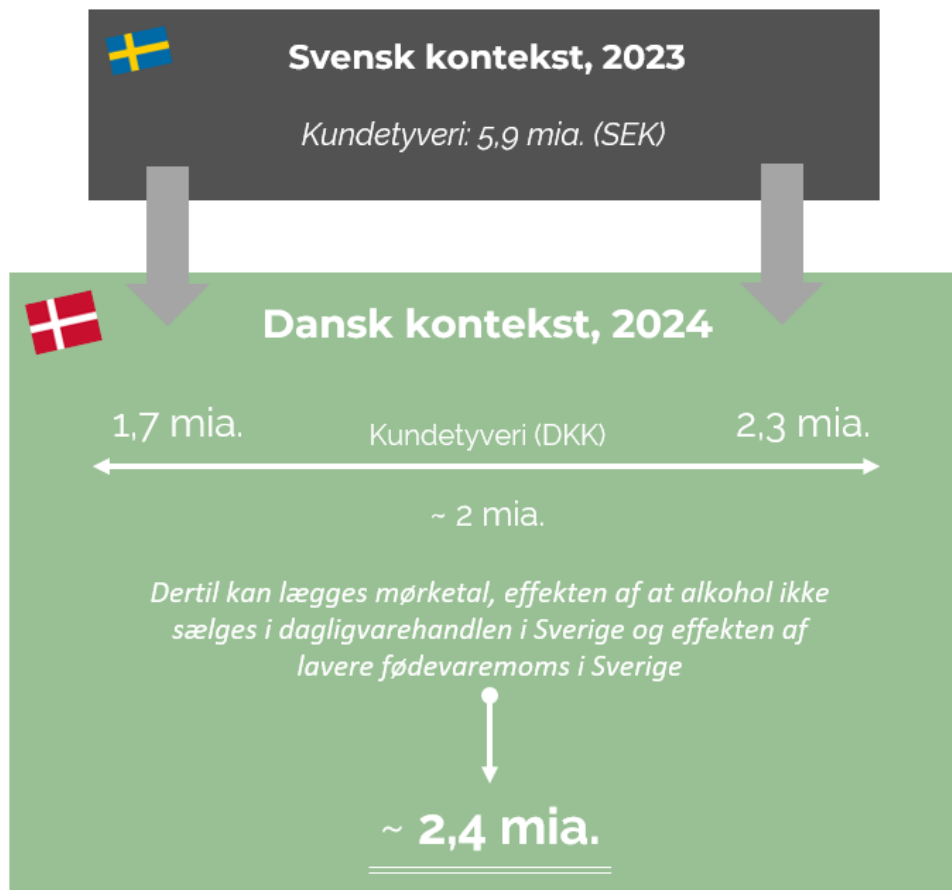 Svensk kontekst, 2023
Kundetyveri: 5,9 mia. (SEK)
Dansk kontekst, 2024
1,7 mia. Kundetyveri (DKK) 2,3 mia.
~ 2 mia.
Dertil kan lægges mørketal, effekten af at alkohol ikke
sælges i dagligvarehandlen i Sverige og effekten af
lavere fødevaremoms i Sverige
~ 2,4 mia.